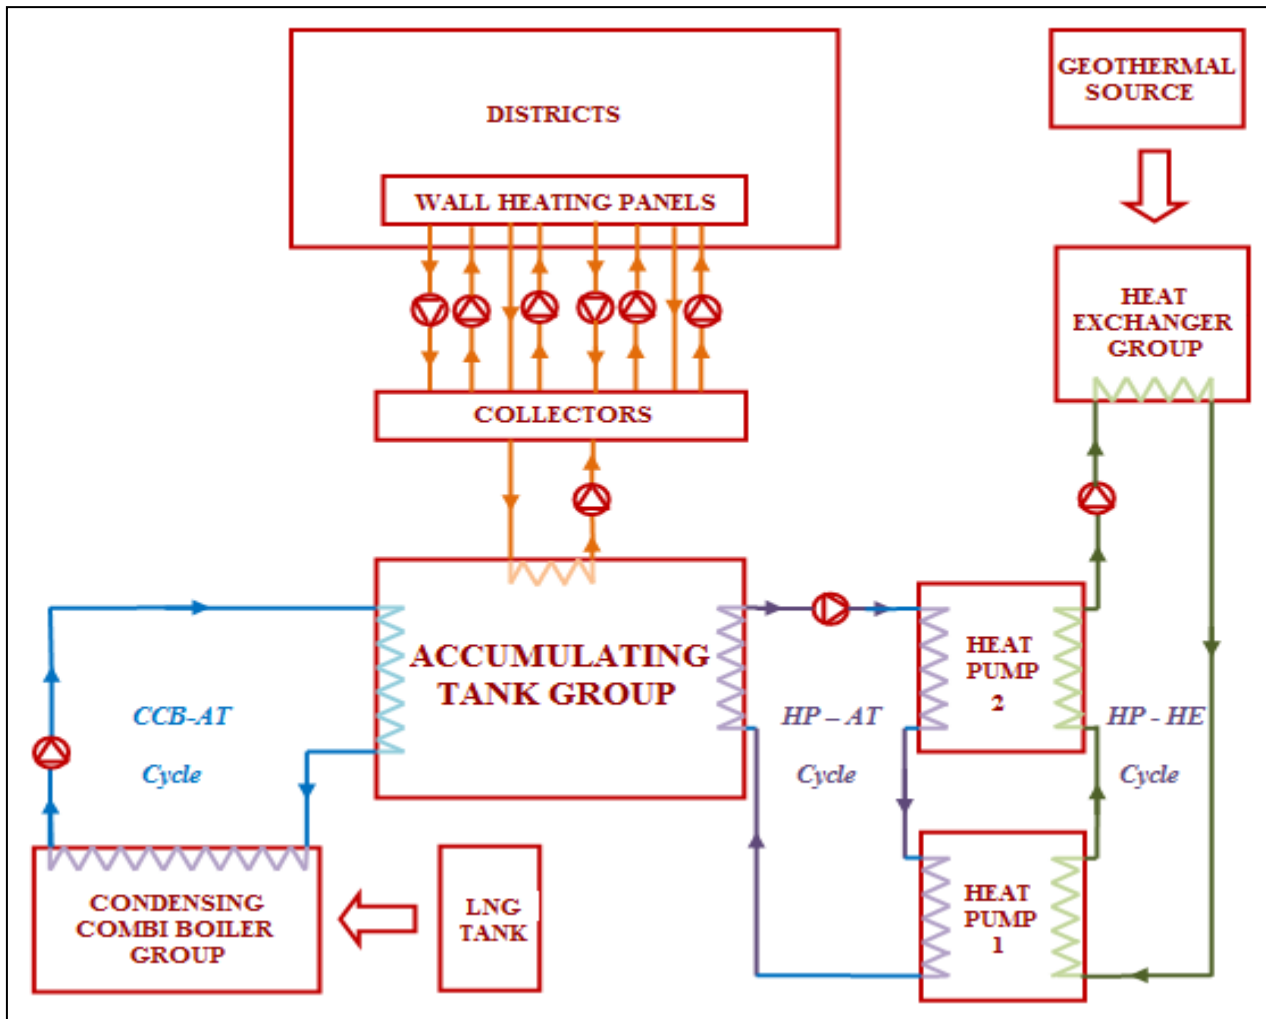 DISTRICTS
WALL HEATING PANELS
COLLECTORS
GEOTHERMAL
SOURCE
HEAT
EXCHANGER
GROUP
ACCUMULATING
TANK GROUP
CCB-AT
Cycle
HP – AT
Cycle
HEAT
PUMP
2
HP - HE
Cycle
CONDENSING
COMBI BOILER
GROUP
LNG
TANK
HEAT
PUMP
1